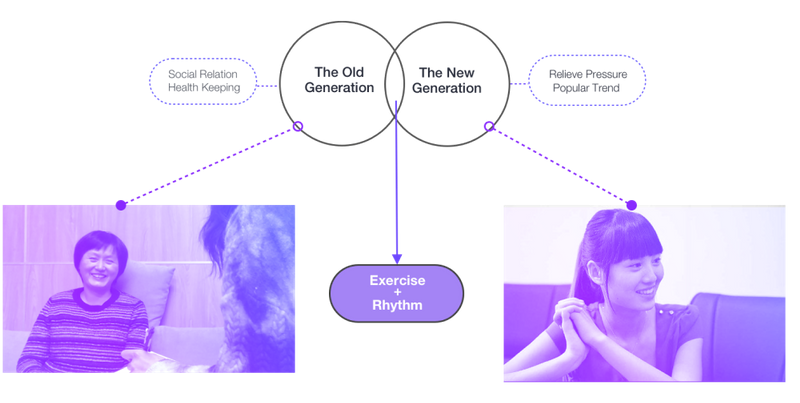 Social Relation
Health Keeping
The Old
Generation
The New
Generation
Relieve Pressure
Popular Trend
Exercise
+
Rhythm